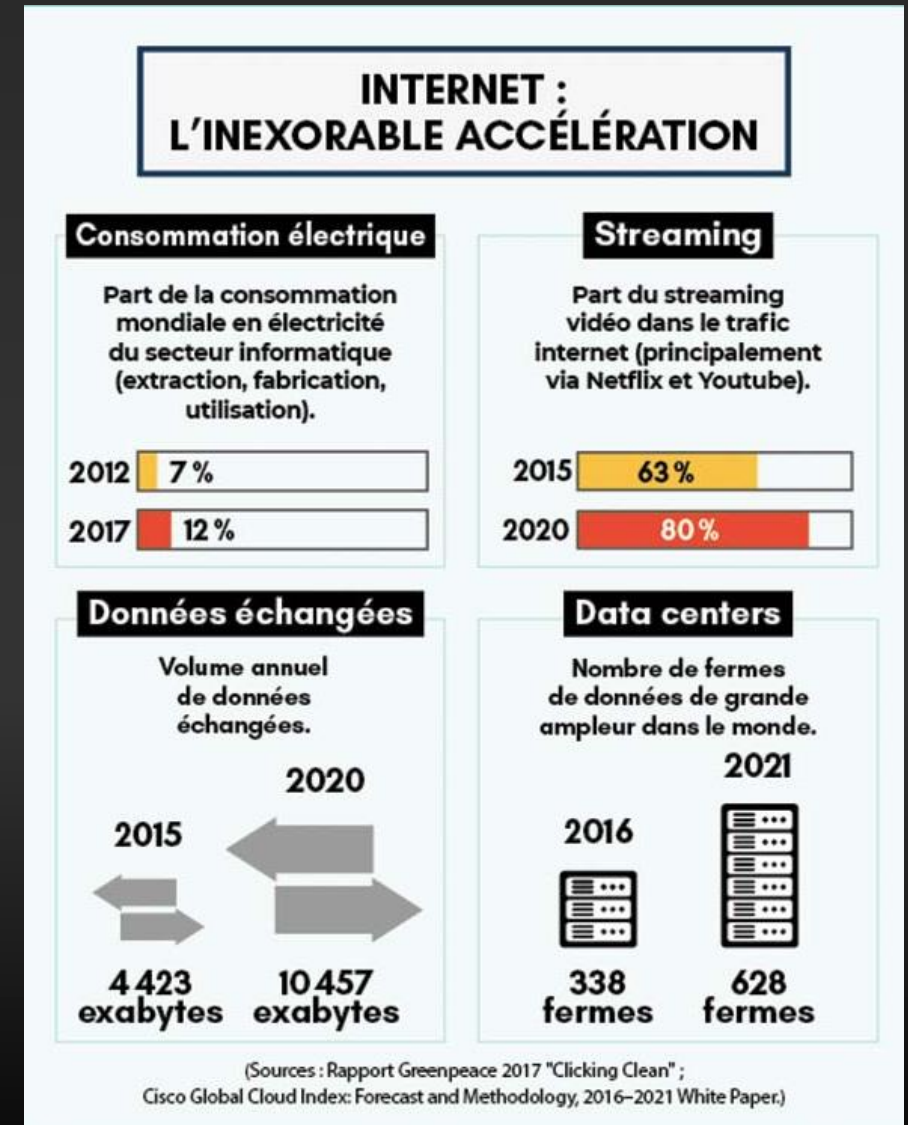 INTERNET :
L'INEXORABLE ACCÉLÉRATION
Consommation électrique
Part de la consommation
mondiale en électricité
du secteur informatique
(extraction, fabrication,
utilisation).
2012 7 %
2017 12 %
Streaming
Part du streaming
vidéo dans le trafic
internet (principalement
via Netflix et Youtube).
2015 63 %
2020 80 %
Données échangées
Volume annuel
de données
échangées.
2015
4 423
exabytes
2020
10 457
exabytes
Data centers
Nombre de fermes
de données de grande
ampleur dans le monde.
2016
338
fermes
2021
628
fermes
(Sources : Rapport Greenpeace 2017 "Clicking Clean" ;
Cisco Global Cloud Index: Forecast and Methodology, 2016–2021 White Paper.)